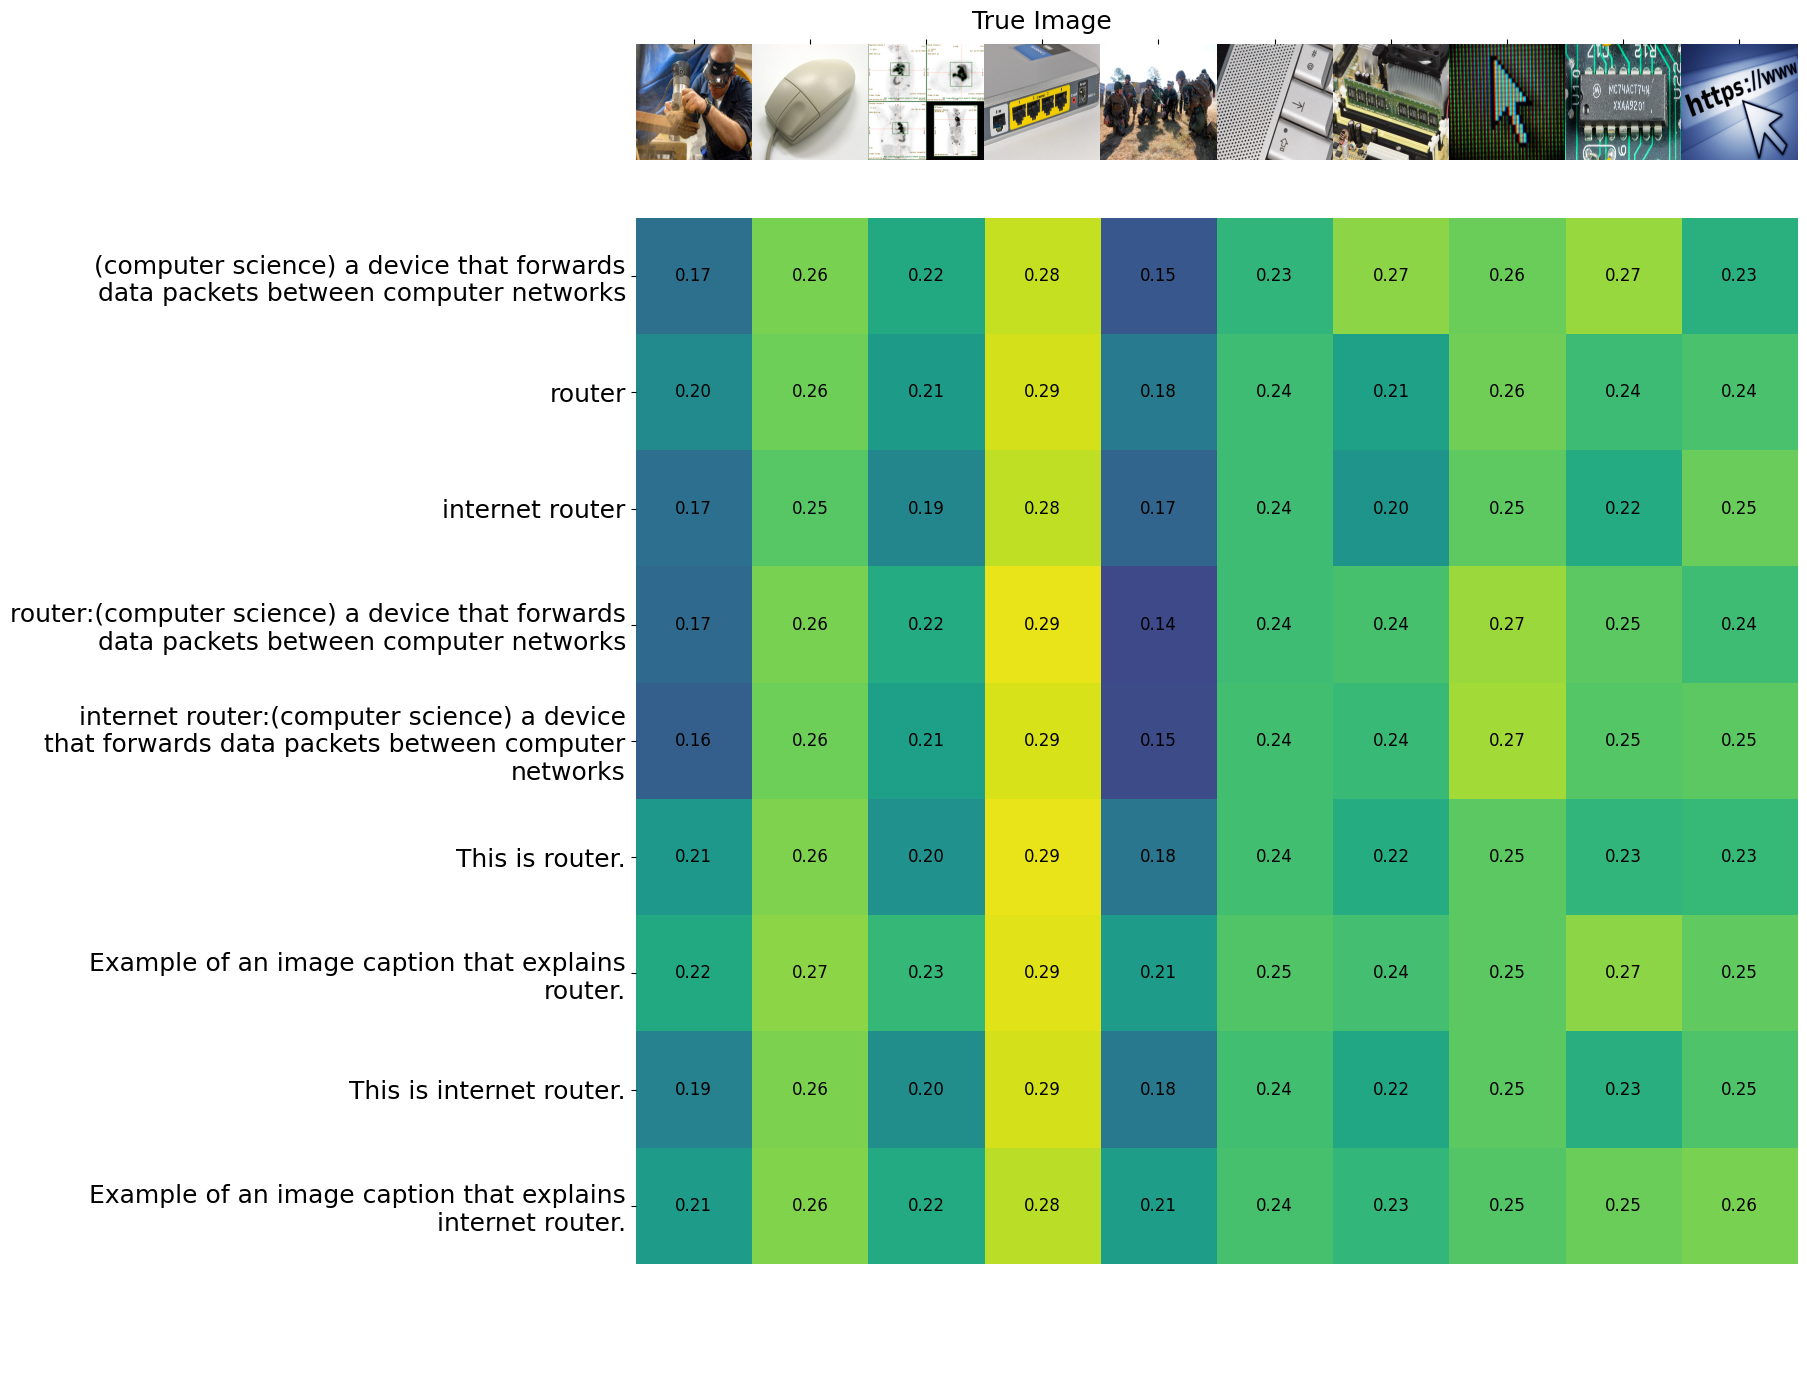 True Image
MC74ACT74N
XXAA9201
U10
C17
R12
U22
6
https://www
(computer science) a device that forwards
data packets between computer networks
0.17 0.26 0.22 0.28 0.15 0.23 0.27 0.26 0.27 0.23
router
0.20 0.26 0.21 0.29 0.18 0.24 0.21 0.26 0.24 0.24
internet router
0.17 0.25 0.19 0.28 0.17 0.24 0.20 0.25 0.22 0.25
router:(computer science) a device that forwards
data packets between computer networks
0.17 0.26 0.22 0.29 0.14 0.24 0.24 0.27 0.25 0.24
internet router:(computer science) a device
that forwards data packets between computer
networks
0.16 0.26 0.21 0.29 0.15 0.24 0.24 0.27 0.25 0.25
This is router.
0.21 0.26 0.20 0.29 0.18 0.24 0.22 0.25 0.23 0.23
Example of an image caption that explains
router.
0.22 0.27 0.23 0.29 0.21 0.25 0.24 0.25 0.27 0.25
This is internet router.
0.19 0.26 0.20 0.29 0.18 0.24 0.22 0.25 0.23 0.25
Example of an image caption that explains
internet router.
0.21 0.26 0.22 0.28 0.21 0.24 0.23 0.25 0.25 0.26